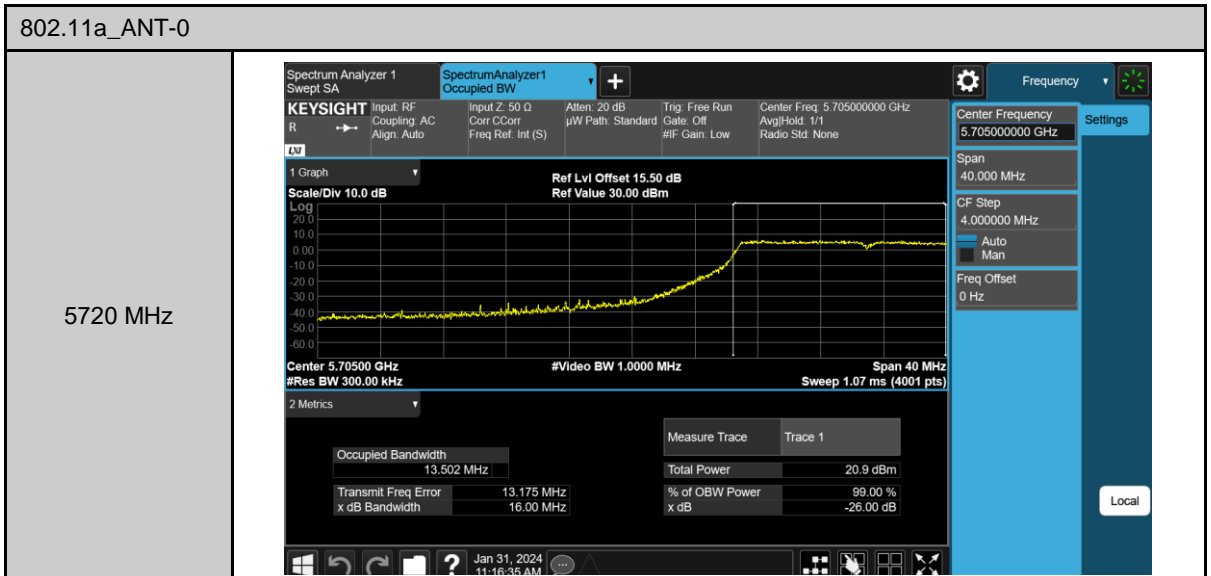 802.11a_ANT-0
5720 MHz
Spectrum Analyzer 1
Swept SA
SpectrumAnalyzer1
Occupied BW
Frequency
KEYSIGHT
R
LXI
Input: RF
Coupling: AC
Align: Auto
Input Z: 50 Ω
Corr CCorr
Freq Ref: Int (S)
Atten: 20 dB
µW Path: Standard
Trig: Free Run
Gate: Off
#IF Gain: Low
Center Freq: 5.705000000 GHz
Avg|Hold: 1/1
Radio Std: None
Center Frequency
5.705000000 GHz
Settings
Span
40.000 MHz
CF Step
4.000000 MHz
Auto
Man
Freq Offset
0 Hz
1 Graph
Scale/Div 10.0 dB
Ref Lvl Offset 15.50 dB
Ref Value 30.00 dBm
Log
20.0
10.0
0.00
-10.0
-20.0
-30.0
-40.0
-50.0
-60.0
Center 5.70500 GHz
#Video BW 1.0000 MHz
Span 40 MHz
#Res BW 300.00 kHz
Sweep 1.07 ms (4001 pts)
2 Metrics
Measure Trace Trace 1
Occupied Bandwidth
13.502 MHz
Total Power 20.9 dBm
Transmit Freq Error 13.175 MHz
% of OBW Power 99.00 %
x dB Bandwidth 16.00 MHz
x dB -26.00 dB
Local
?
Jan 31, 2024
11:16:35 AM